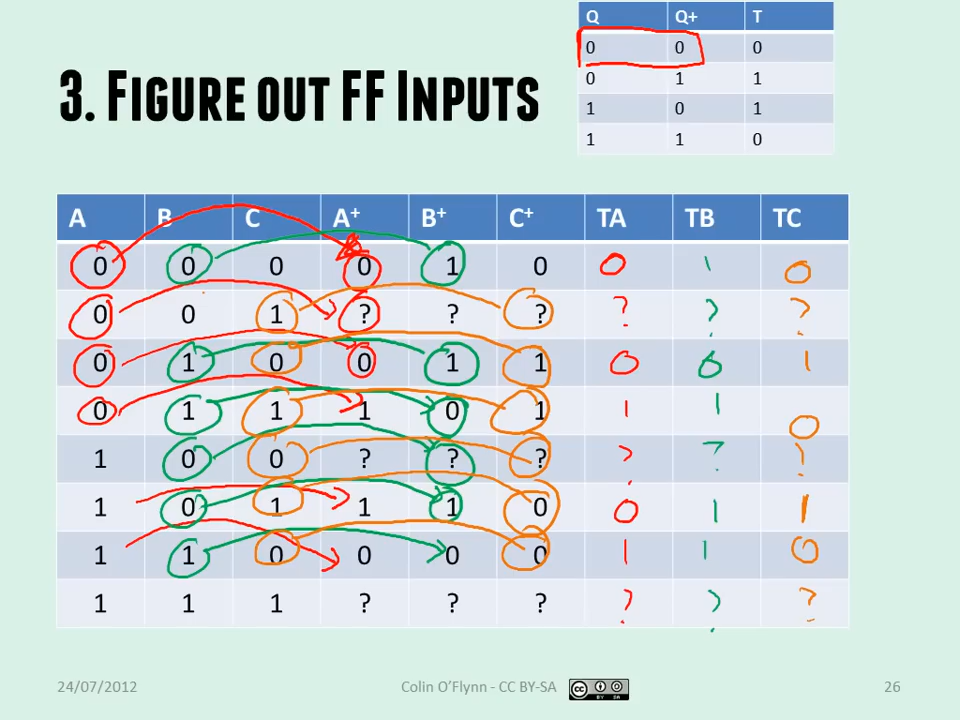 Q Q+ T
0 0 0
0 1 1
1 0 1
1 1 0
3. FIGURE OUT FF INPUTS
A B C A+ B+ C+ TA TB TC
0 0 0 0 1 0 0 1 0
0 0 1 ? ? ? ? ? ?
0 1 0 0 1 1 0 0 1
0 1 1 1 0 1 1 1 0
1 0 0 ? ? ? ? ? ?
1 0 1 1 1 0 0 1 1
1 1 0 0 0 0 1 1 0
1 1 1 ? ? ? ? ? ?
24/07/2012 Colin O'Flynn - CC BY-SA 26